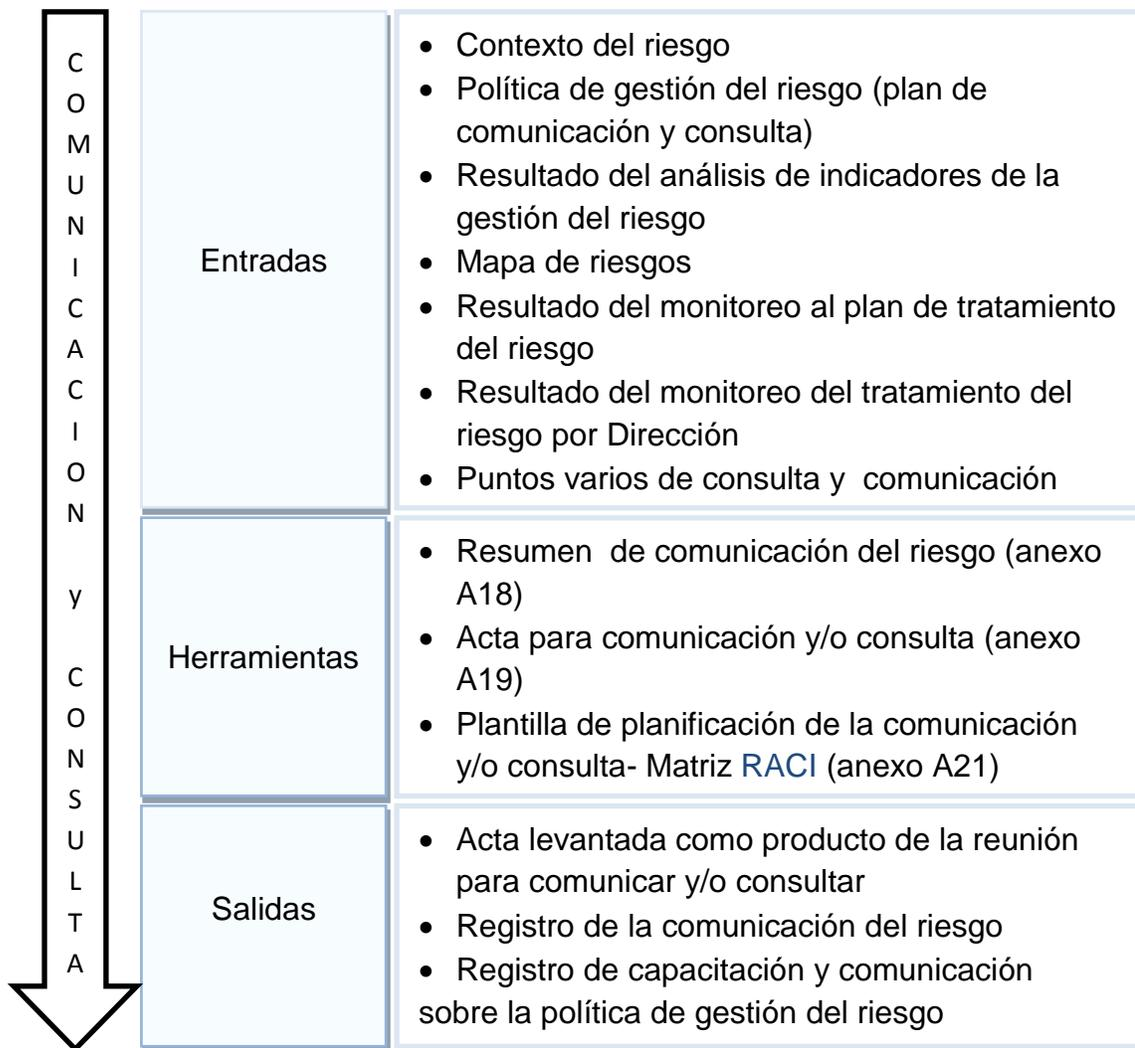 COMUNICACION y CONSULTA
Entradas
• Contexto del riesgo
• Política de gestión del riesgo (plan de
comunicación y consulta)
• Resultado del análisis de indicadores de la
gestión del riesgo
• Mapa de riesgos
• Resultado del monitoreo al plan de tratamiento
del riesgo
• Resultado del monitoreo del tratamiento del
riesgo por Dirección
• Puntos varios de consulta y  comunicación
Herramientas
• Resumen  de comunicación del riesgo (anexo
A18)
• Acta para comunicación y/o consulta (anexo
A19)
• Plantilla de planificación de la comunicación
y/o consulta- Matriz RACI (anexo A21)
Salidas
• Acta levantada como producto de la reunión
para comunicar y/o consultar
• Registro de la comunicación del riesgo
• Registro de capacitación y comunicación
sobre la política de gestión del riesgo